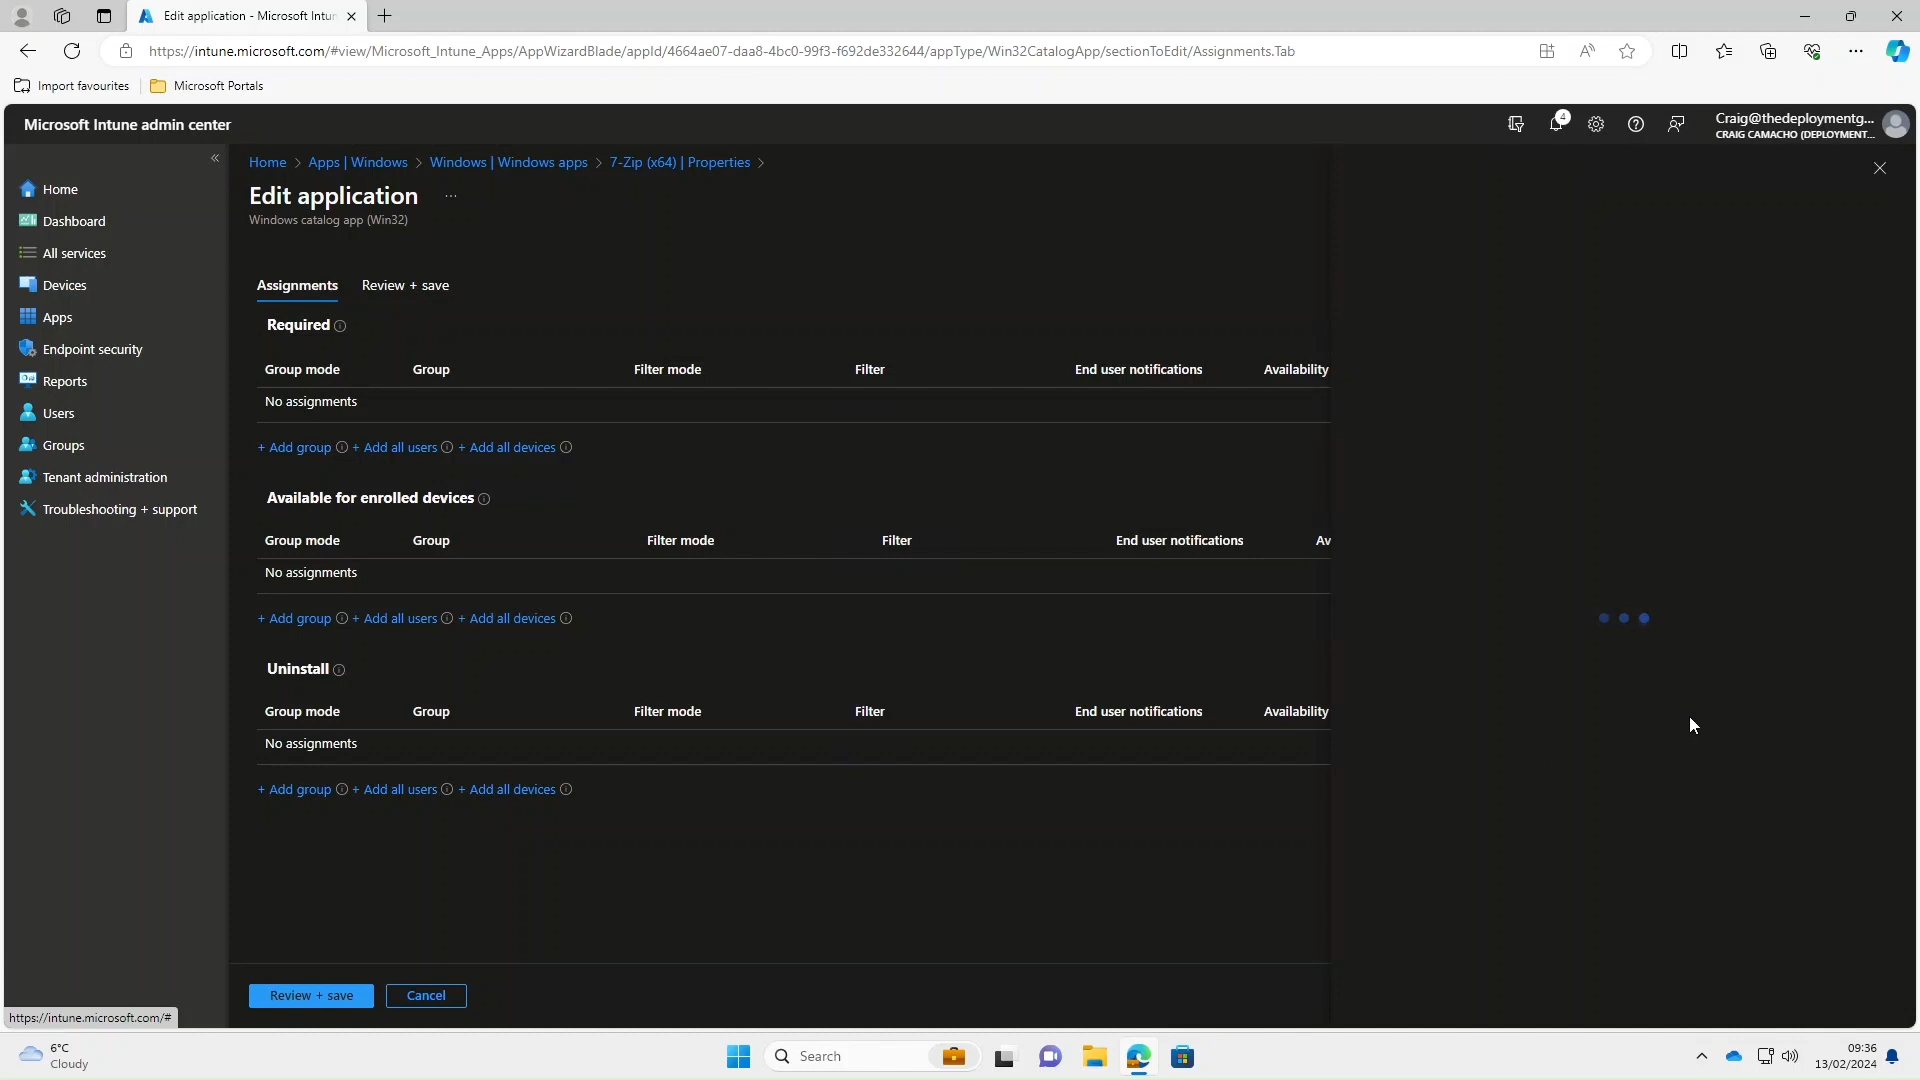 Edit application - Microsoft Intun
https://intune.microsoft.com/#view/Microsoft_Intune_Apps/AppWizardBlade/appId/4664ae07-daa8-4bc0-99f3-f692de332644/appType/Win32CatalogApp/sectionToEdit/Assignments.Tab
Import favourites
Microsoft Portals
Microsoft Intune admin center
4
Craig@thedeploymentg...
CRAIG CAMACHO (DEPLOYMENT...
Home > Apps | Windows > Windows | Windows apps > 7-Zip (x64) | Properties >
Edit application ...
Windows catalog app (Win32)
Home
Dashboard
All services
Devices
Apps
Endpoint security
Reports
Users
Groups
Tenant administration
Troubleshooting + support
Assignments Review + save
Required
Group mode Group Filter mode Filter End user notifications Availability
No assignments
+ Add group + Add all users + Add all devices
Available for enrolled devices
Group mode Group Filter mode Filter End user notifications Av
No assignments
+ Add group + Add all users + Add all devices
Uninstall
Group mode Group Filter mode Filter End user notifications Availability
No assignments
+ Add group + Add all users + Add all devices
Review + save Cancel
https://intune.microsoft.com/#
6°C
Cloudy
Search
09:36
13/02/2024